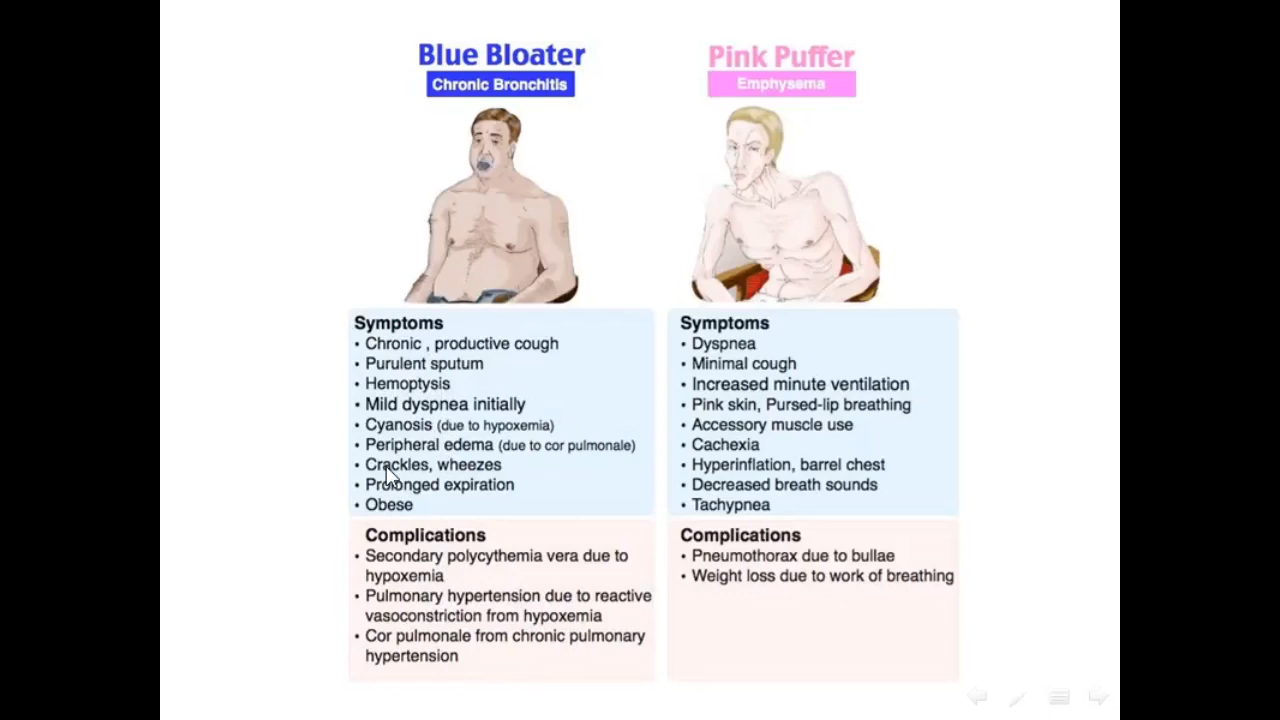 Blue Bloater
Chronic Bronchitis
Symptoms
• Chronic , productive cough
• Purulent sputum
• Hemoptysis
• Mild dyspnea initially
• Cyanosis (due to hypoxemia)
• Peripheral edema (due to cor pulmonale)
• Crackles, wheezes
• Prolonged expiration
• Obese
Complications
• Secondary polycythemia vera due to
hypoxemia
• Pulmonary hypertension due to reactive
vasoconstriction from hypoxemia
• Cor pulmonale from chronic pulmonary
hypertension
Pink Puffer
Emphysema
Symptoms
• Dyspnea
• Minimal cough
• Increased minute ventilation
• Pink skin, Pursed-lip breathing
• Accessory muscle use
• Cachexia
• Hyperinflation, barrel chest
• Decreased breath sounds
• Tachypnea
Complications
• Pneumothorax due to bullae
• Weight loss due to work of breathing